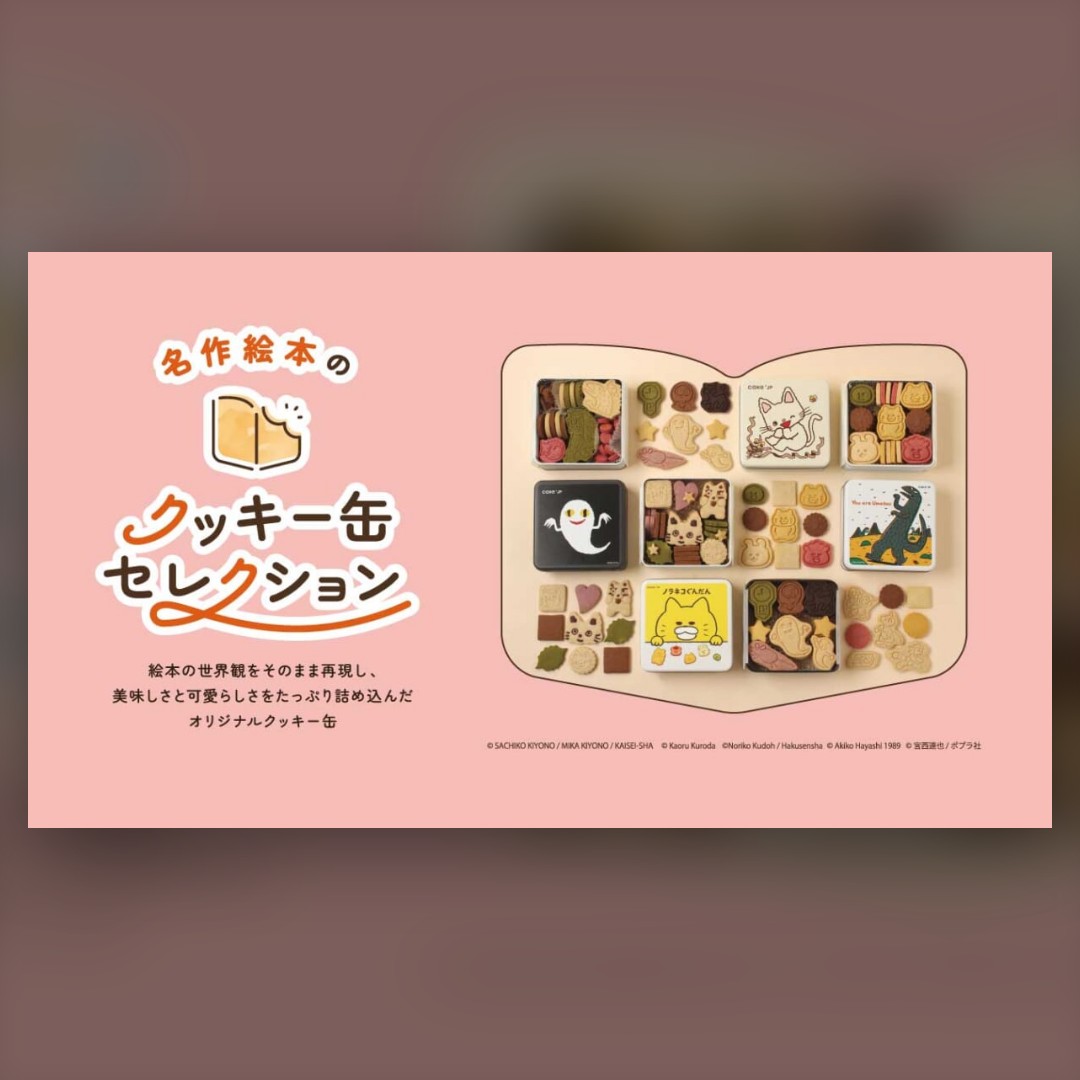 名作絵本の
クッキー缶
セレクション
絵本の世界観をそのまま再現し、
美味しさと可愛らしさをたっぷり詰め込んだ
オリジナルクッキー缶
ノラネコぐんだん
You are Umasou
© SACHIKO KIYONO / MIKA KIYONO / KAISEI-SHA © Kaoru Kuroda ©Noriko Kudoh / Hakusensha © Akiko Hayashi 1989 © 宮西達也 / ポプラ社